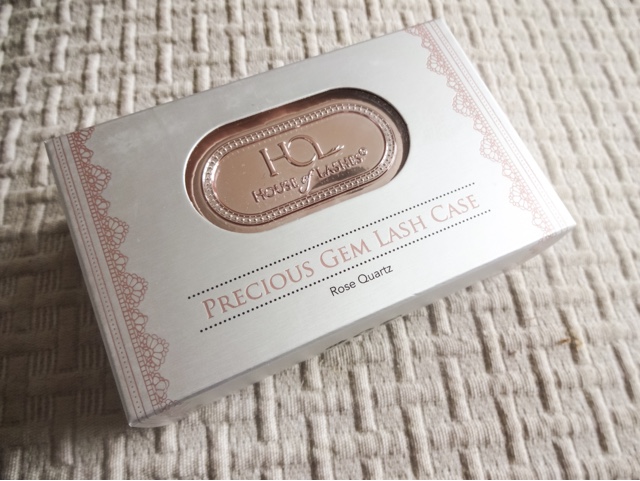 HOL
HOUSE of LASHES®
PRECIOUS GEM LASH CASE
Rose Quartz